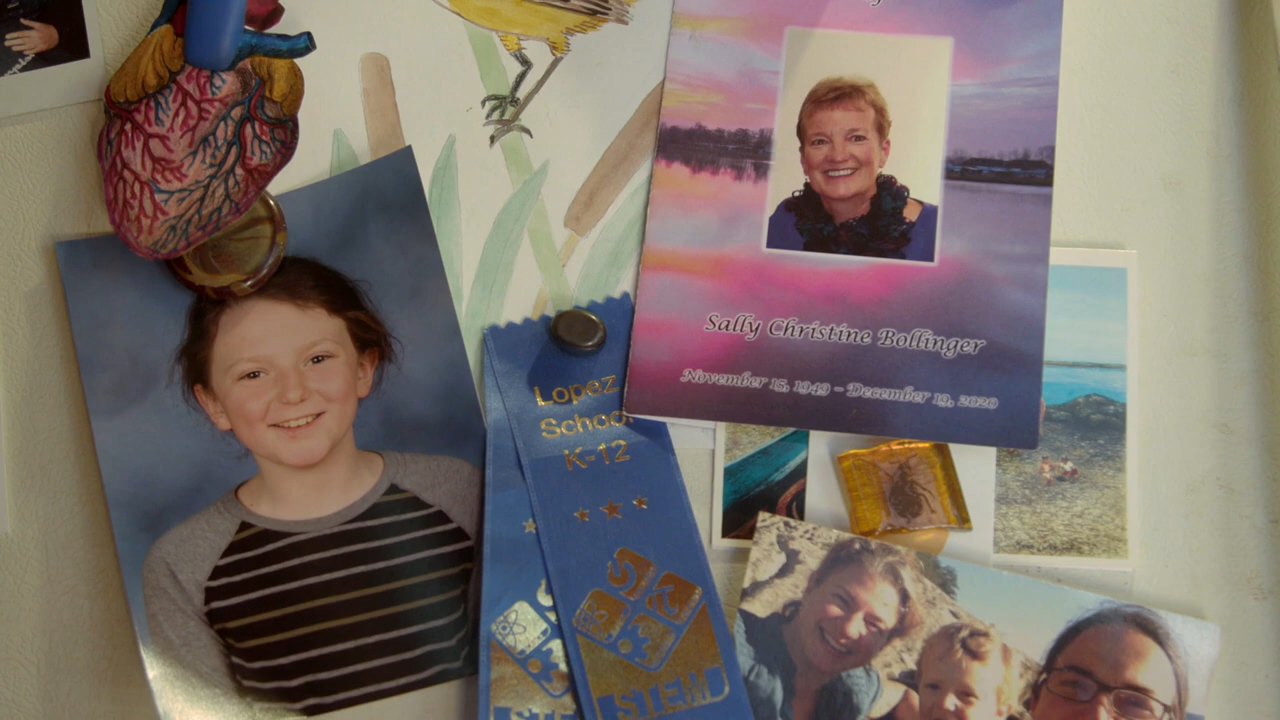 Sally Christine Bollinger
November 15, 1949 - December 19, 2020
Lopez
School
K-12
STEM